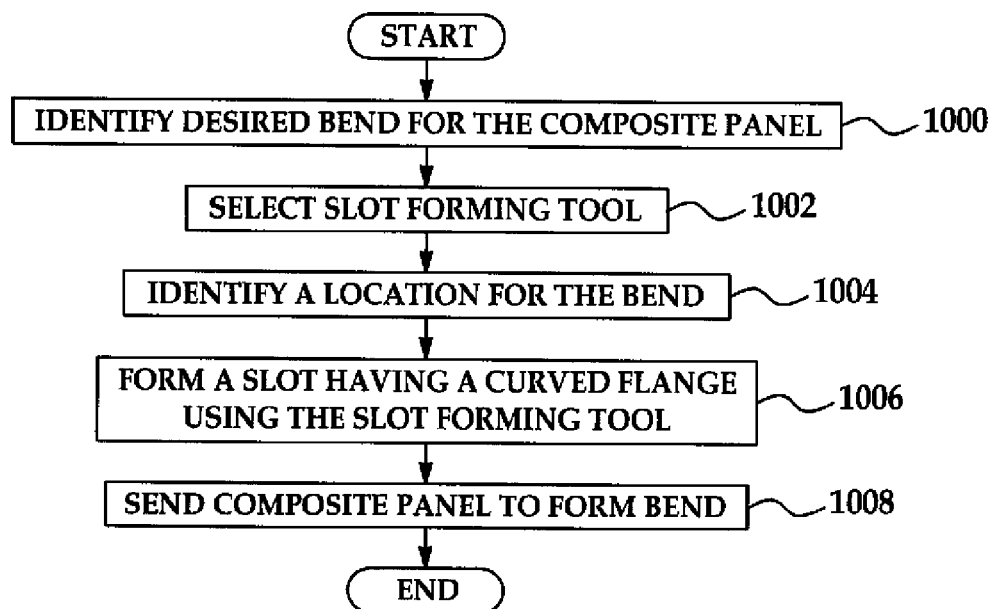 START
IDENTIFY DESIRED BEND FOR THE COMPOSITE PANEL
1000
SELECT SLOT FORMING TOOL
1002
IDENTIFY A LOCATION FOR THE BEND
1004
FORM A SLOT HAVING A CURVED FLANGE
USING THE SLOT FORMING TOOL
1006
SEND COMPOSITE PANEL TO FORM BEND
1008
END